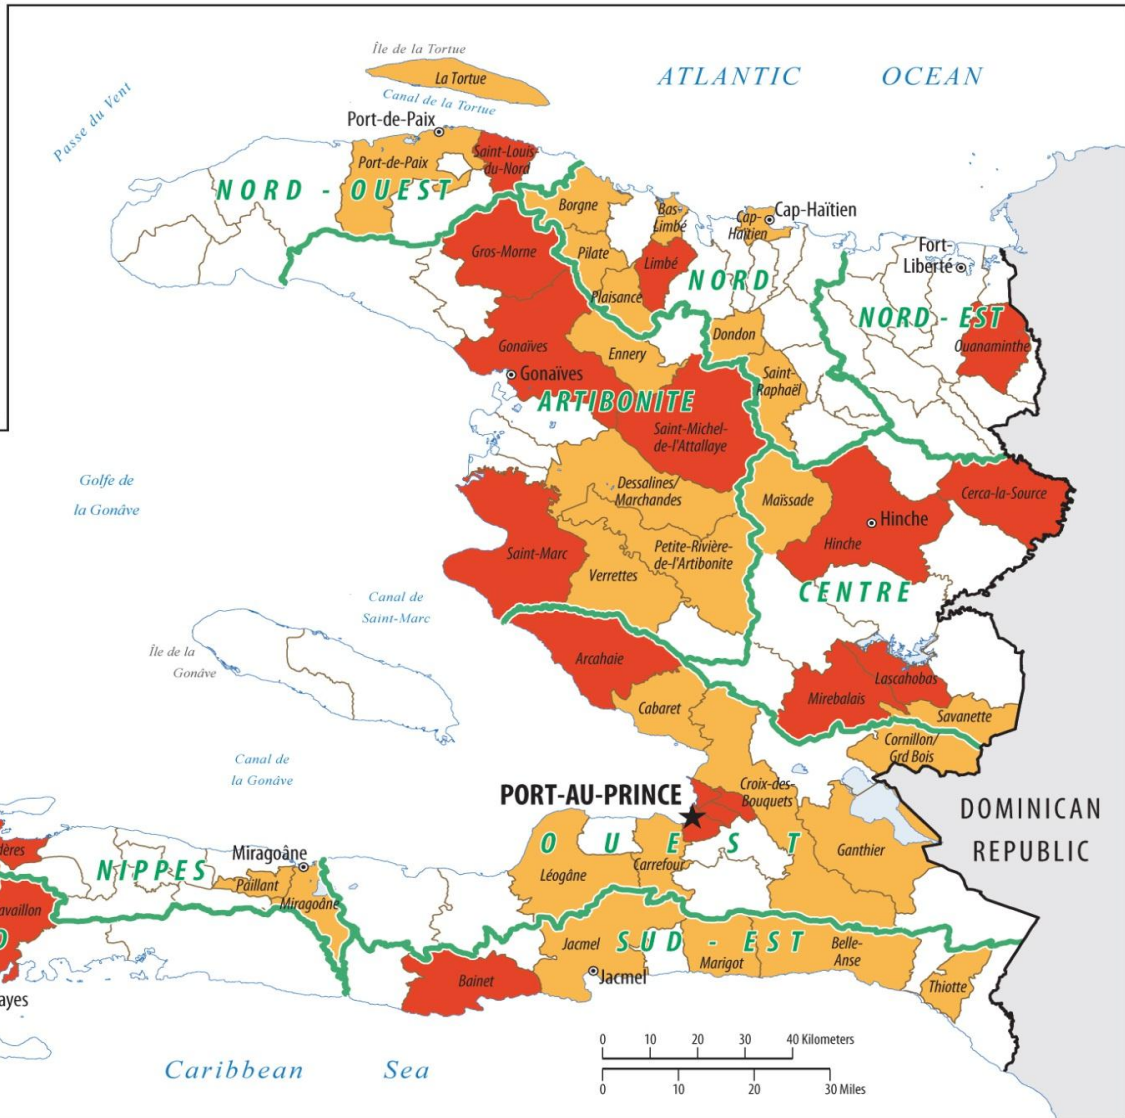 Île de la Tortue
La Tortue
ATLANTIC OCEAN
Canal de la Tortue
Passe du Vent
Port-de-Paix
Port-de-Paix
Saint-Louis
du-Nord
NORD - OUEST
Borgne
Bas-
Limbé
Cap-
Haïtien
Cap-Haïtien
Gros-Morne
Pilate
Limbé
NORD
Fort-
Liberté
Plaisance
NORD - EST
Ouanaminthe
Gonaïves
Ennery
Dondon
Gonaïves
Saint-
Raphaël
ARTIBONITE
Saint-Michel-
de-l'Attallaye
Golfe de
la Gonâve
Dessalines/
Marchandes
Maïssade
Cerca-la-Source
Hinche
Hinche
Saint-Marc
Petite-Rivière-
de-l'Artibonite
Verrettes
CENTRE
Canal de
Saint-Marc
Île de la
Gonâve
Arcahaie
Lascahobas
Mirebalais
Cabaret
Savanette
Cornillon/
Grd Bois
Canal de
la Gonâve
PORT-AU-PRINCE
Croix-des-
Bouquets
DOMINICAN
REPUBLIC
OUEST
Ganthier
dères
NIPPES
Miragoâne
Paillant
Miragoâne
Léogâne
Carrefour
availlon
D
Jacmel
SUD - EST
Marigot
Belle-
Anse
Bainet
Jacmel
Thiotte
ayes
0 10 20 30 40 Kilometers
0 10 20 30 Miles
Caribbean Sea